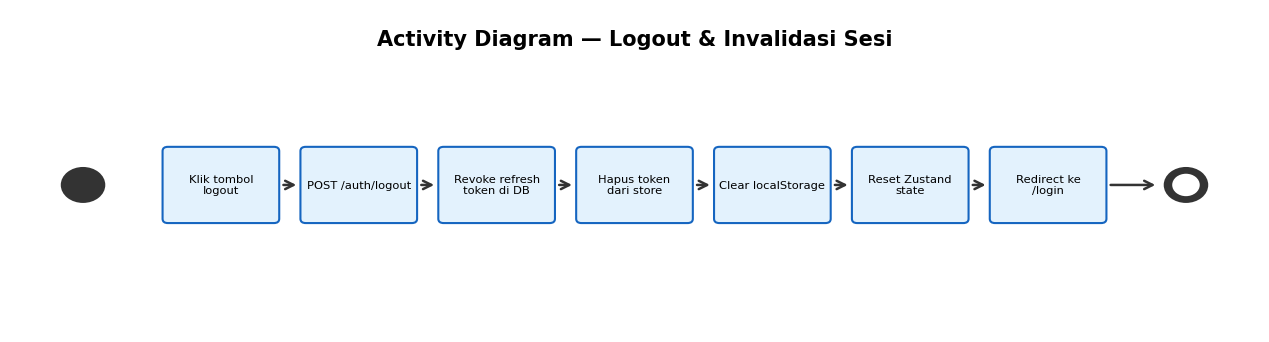 Activity Diagram — Logout & Invalidasi Sesi
Klik tombol
logout
POST /auth/logout
Revoke refresh
token di DB
Hapus token
dari store
Clear localStorage
Reset Zustand
state
Redirect ke
/login